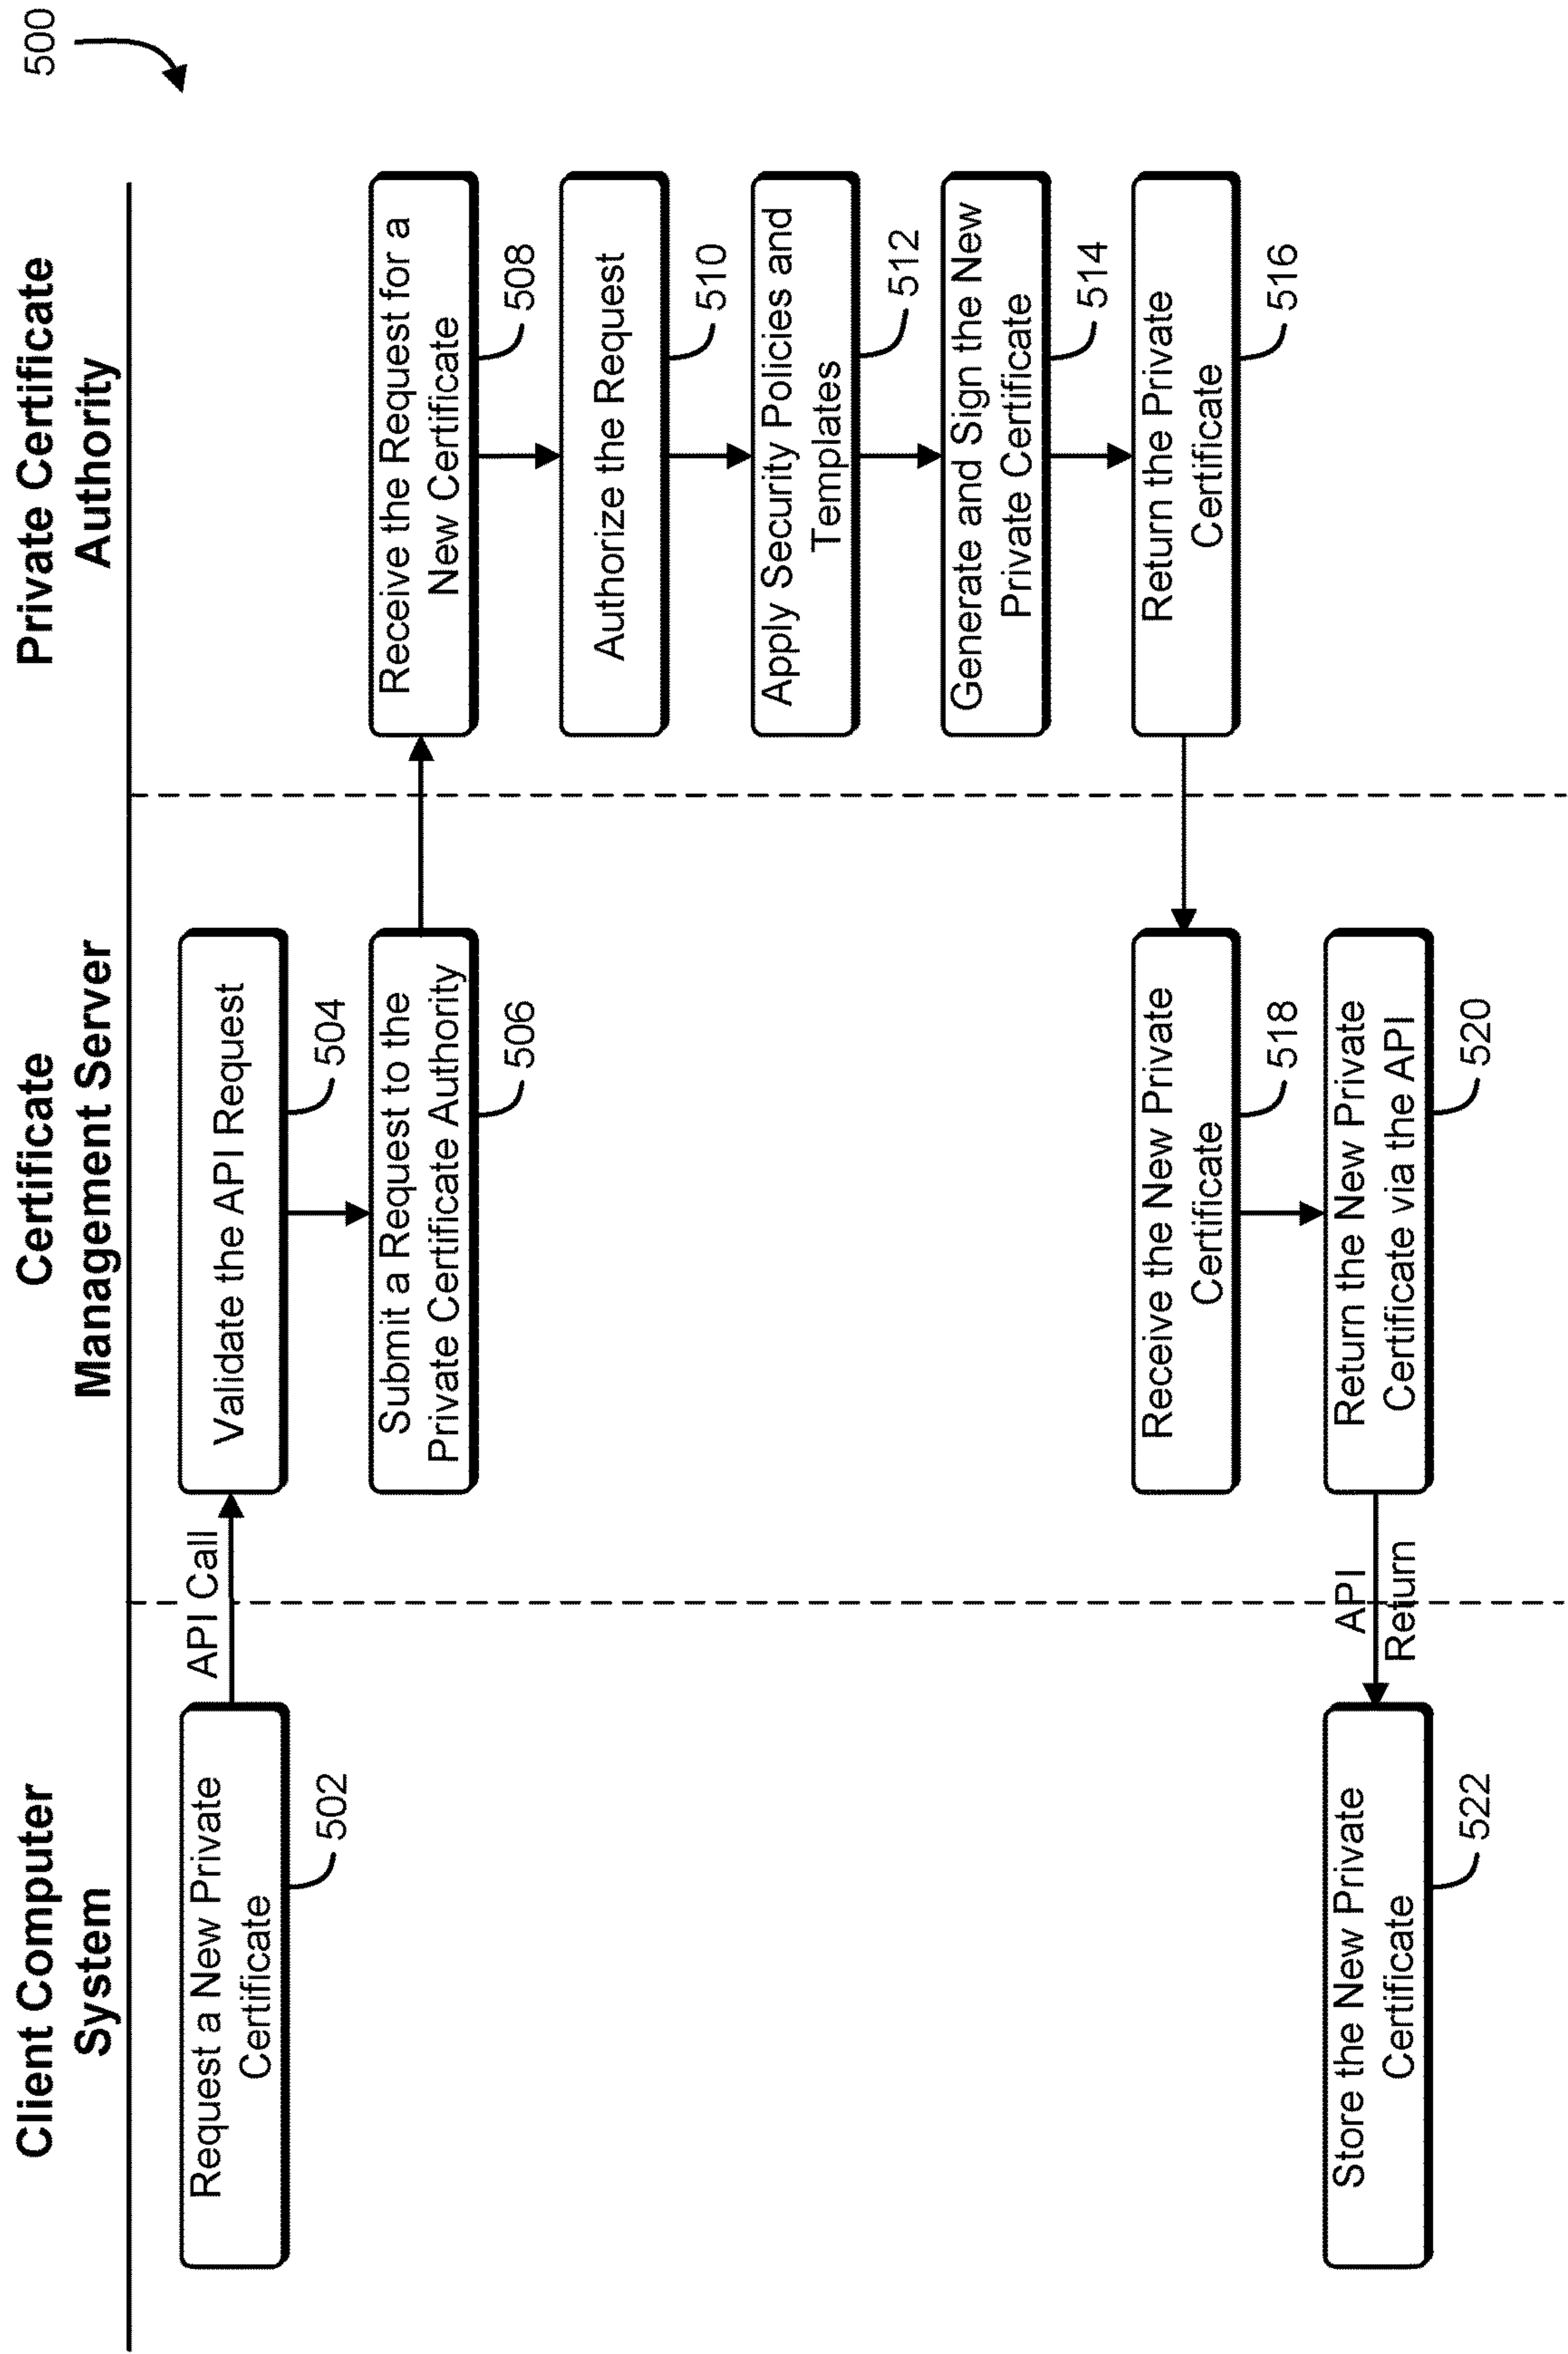 500
Client Computer
System
Certificate
Management Server
Private Certificate
Authority
Request a New Private
Certificate
502
API Call
Validate the API Request
504
Submit a Request to the
Private Certificate Authority
506
Receive the Request for a
New Certificate
508
Authorize the Request
510
Apply Security Policies and
Templates
512
Generate and Sign the New
Private Certificate
514
Return the Private
Certificate
516
Receive the New Private
Certificate
518
Return the New Private
Certificate via the API
520
API
Return
Store the New Private
Certificate
522